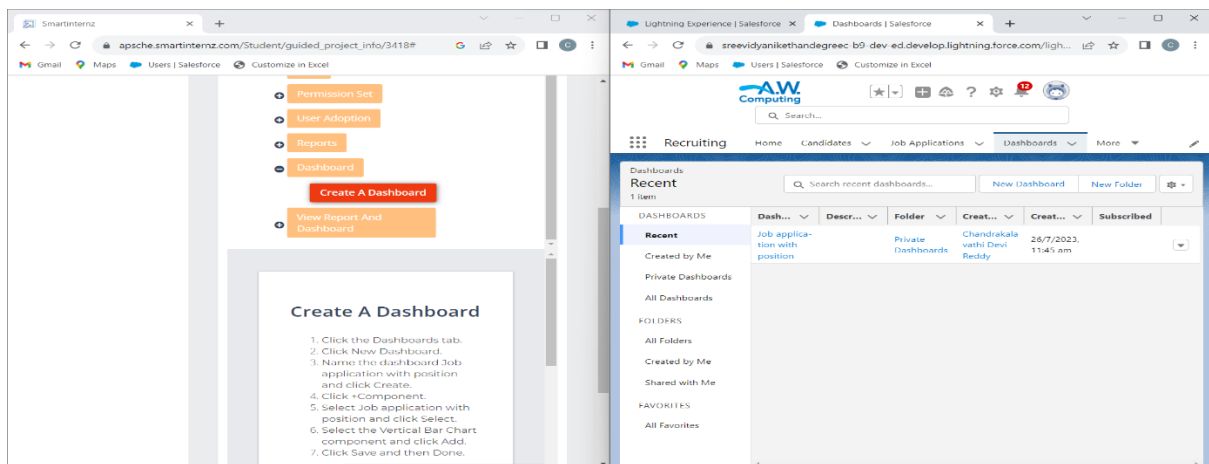 Smartinternz
apsche.smartinternz.com/Student/guided_project_info/3418#
Gmail Maps Users | Salesforce Customize in Excel
Permission Set
User Adoption
Reports
Dashboard
Create A Dashboard
View Report And
Dashboard
Create A Dashboard
1. Click the Dashboards tab.
2. Click New Dashboard.
3. Name the dashboard Job
application with position
and click Create.
4. Click +Component.
5. Select Job application with
position and click Select.
6. Select the Vertical Bar Chart
component and click Add.
7. Click Save and then Done.
Lightning Experience | Salesforce Dashboards | Salesforce
sreevidyanikethandegreec-b9-dev-ed.develop.lightning.force.com/ligh...
Gmail Maps Users | Salesforce Customize in Excel
A.W.
Computing
12
Search...
Recruiting Home Candidates Job Applications Dashboards More
Dashboards
Recent
1 item
Search recent dashboards...
New Dashboard New Folder
DASHBOARDS
Recent
Created by Me
Private Dashboards
All Dashboards
FOLDERS
All Folders
Created by Me
Shared with Me
FAVORITES
All Favorites
Dash... Descr... Folder Creat... Creat... Subscribed
Job applica-
tion with
position
Private
Dashboards
Chandrakala
vathi Devi
Reddy
26/7/2023,
11:45 am